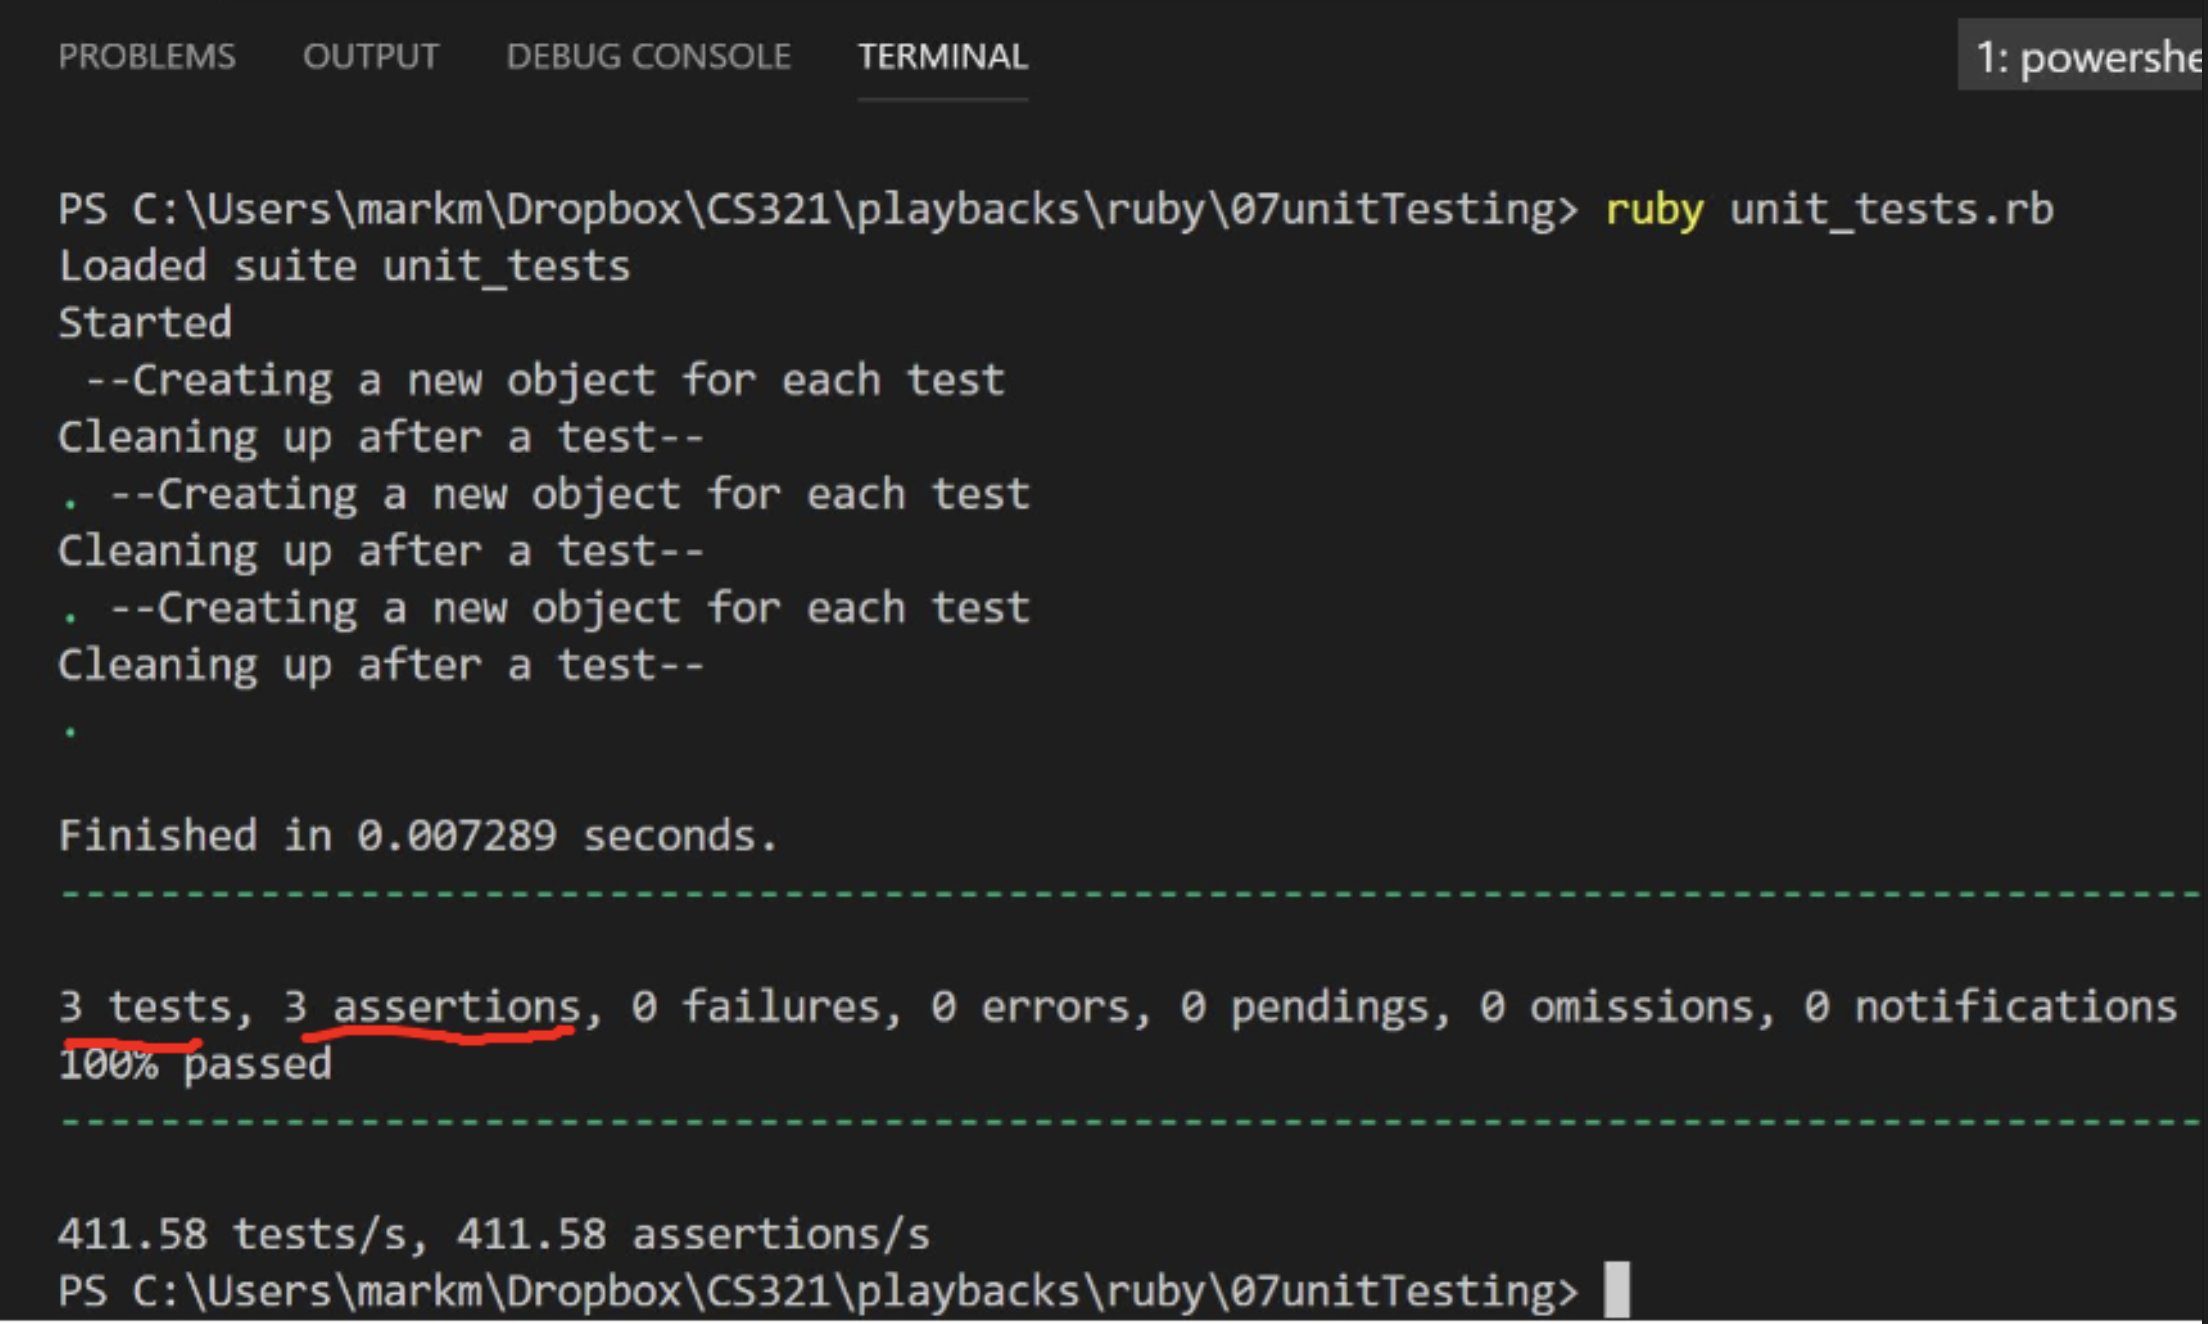 PROBLEMS OUTPUT DEBUG CONSOLE TERMINAL 1: powershe
PS C:\Users\markm\Dropbox\CS321\playbacks\ruby\07unitTesting> ruby unit_tests.rb
Loaded suite unit_tests
Started
 --Creating a new object for each test
Cleaning up after a test--
. --Creating a new object for each test
Cleaning up after a test--
. --Creating a new object for each test
Cleaning up after a test--
.
Finished in 0.007289 seconds.
--------------------------------------------------------------------------------------
3 tests, 3 assertions, 0 failures, 0 errors, 0 pendings, 0 omissions, 0 notifications
100% passed
--------------------------------------------------------------------------------------
411.58 tests/s, 411.58 assertions/s
PS C:\Users\markm\Dropbox\CS321\playbacks\ruby\07unitTesting>